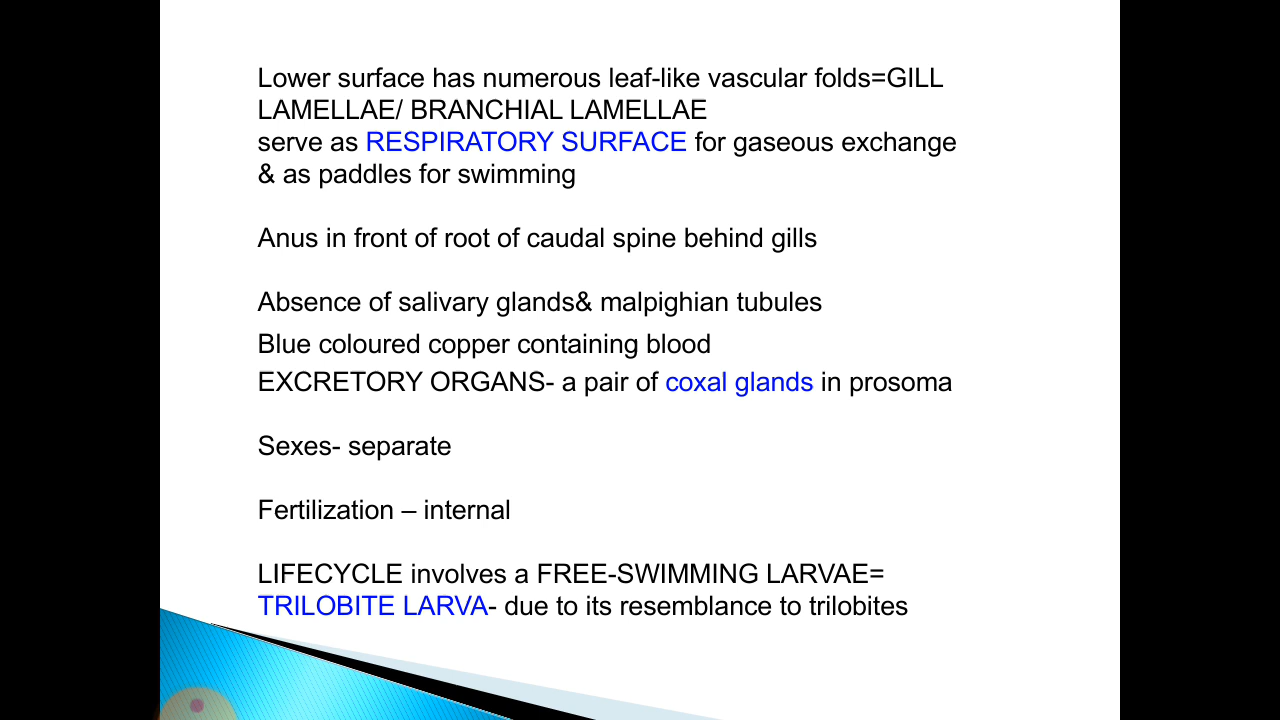 Lower surface has numerous leaf-like vascular folds=GILL
LAMELLAE/ BRANCHIAL LAMELLAE
serve as RESPIRATORY SURFACE for gaseous exchange
& as paddles for swimming
Anus in front of root of caudal spine behind gills
Absence of salivary glands& malpighian tubules
Blue coloured copper containing blood
EXCRETORY ORGANS- a pair of coxal glands in prosoma
Sexes- separate
Fertilization – internal
LIFECYCLE involves a FREE-SWIMMING LARVAE=
TRILOBITE LARVA- due to its resemblance to trilobites